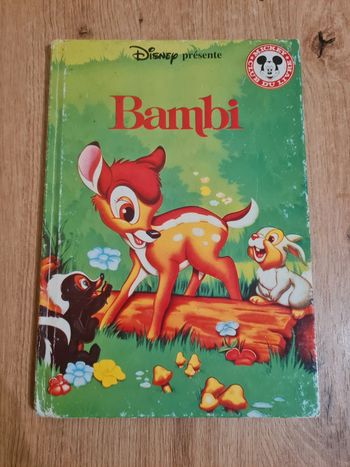 Disney présente
MICKEY
CLUB DU LIVRE
Bambi